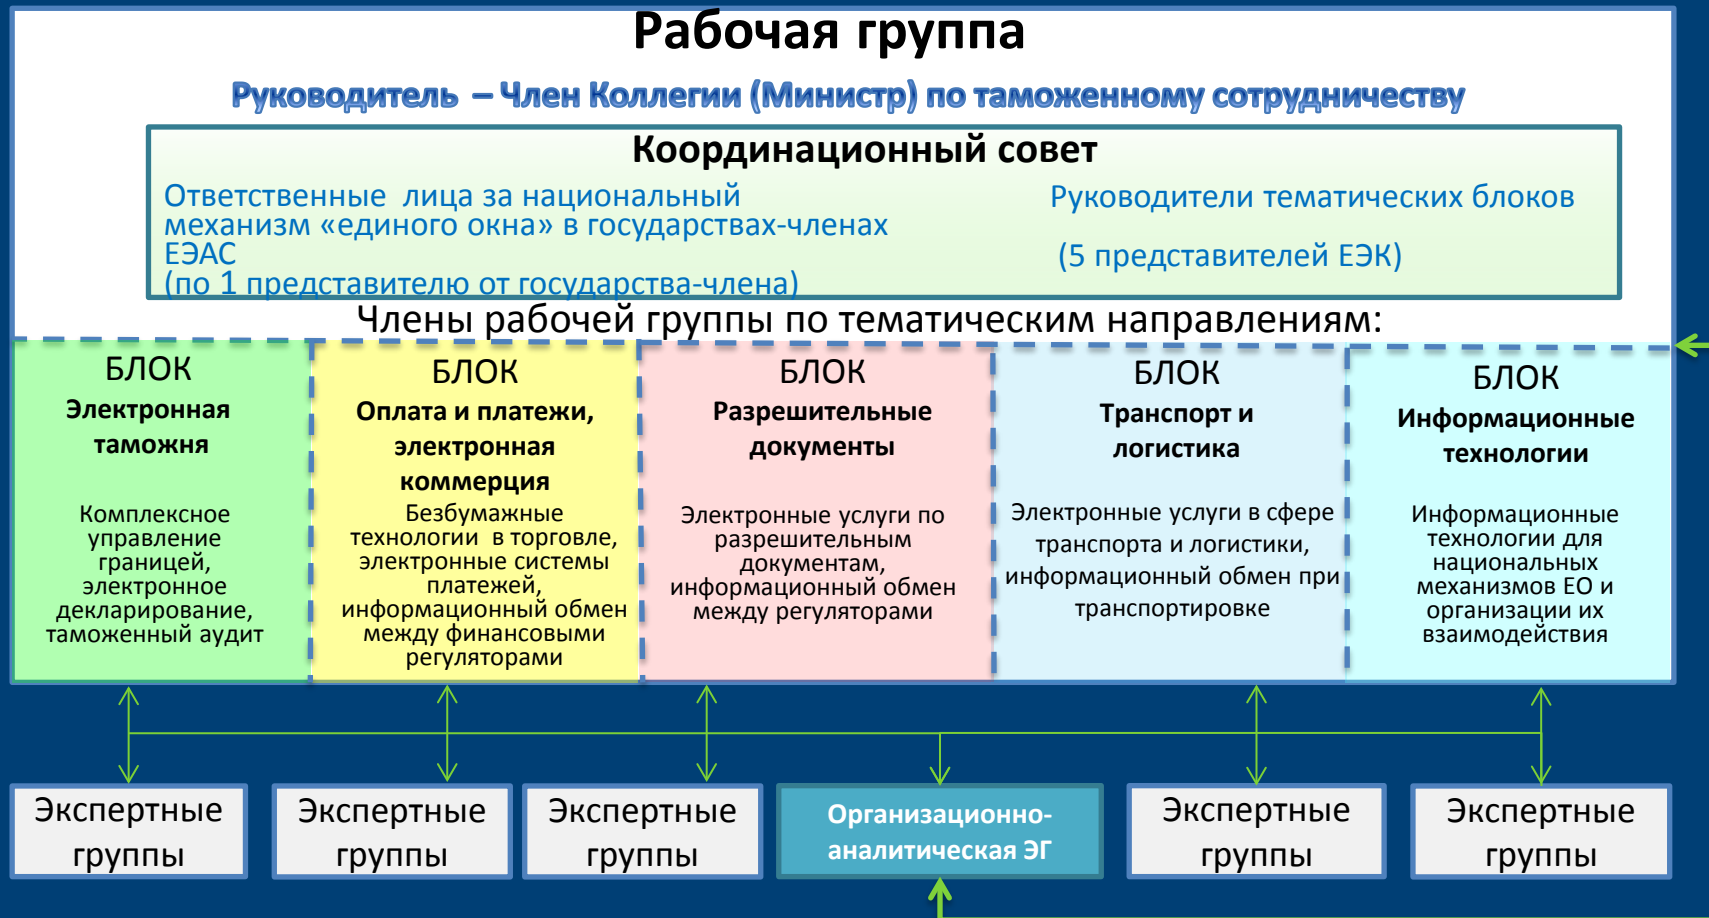 Рабочая группа
Руководитель – Член Коллегии (Министр) по таможенному сотрудничеству
Координационный совет
Ответственные лица за национальный
механизм «единого окна» в государствах-членах
ЕЭАС
(по 1 представителю от государства-члена)
Руководители тематических блоков
(5 представителей ЕЭК)
Члены рабочей группы по тематическим направлениям:
БЛОК
Электронная
таможня
Комплексное
управление
границей,
электронное
декларирование,
таможенный аудит
БЛОК
Оплата и платежи,
электронная
коммерция
Безбумажные
технологии в торговле,
электронные системы
платежей,
информационный обмен
между финансовыми
регуляторами
БЛОК
Разрешительные
документы
Электронные услуги по
разрешительным
документам,
информационный обмен
между регуляторами
БЛОК
Транспорт и
логистика
Электронные услуги в сфере
транспорта и логистики,
информационный обмен при
транспортировке
БЛОК
Информационные
технологии
Информационные
технологии для
национальных
механизмов ЕО и
организации их
взаимодействия
Экспертные
группы
Экспертные
группы
Экспертные
группы
Организационно-
аналитическая ЭГ
Экспертные
группы
Экспертные
группы